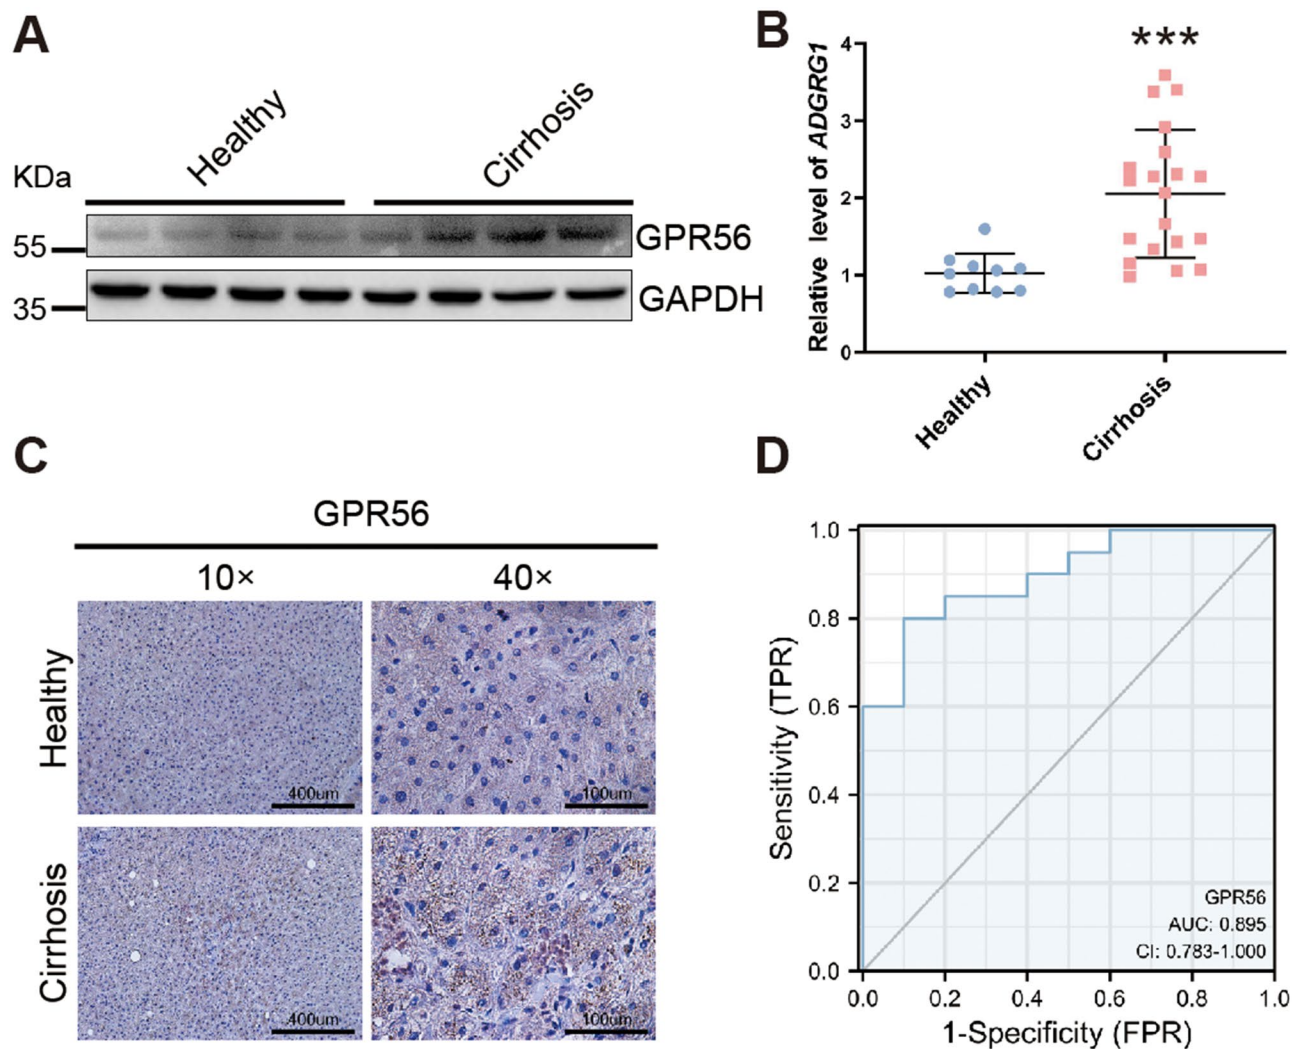 A
Healthy
Cirrhosis
KDa
55
GPR56
35
GAPDH
B
***
Relative level of ADGRG1
4
3
2
1
0
Healthy
Cirrhosis
C
GPR56
10×
40×
Healthy
400um
100um
Cirrhosis
400um
100um
D
Sensitivity (TPR)
1.0
0.8
0.6
0.4
0.2
0.0
GPR56
AUC: 0.895
CI: 0.783-1.000
0.0 0.2 0.4 0.6 0.8 1.0
1-Specificity (FPR)